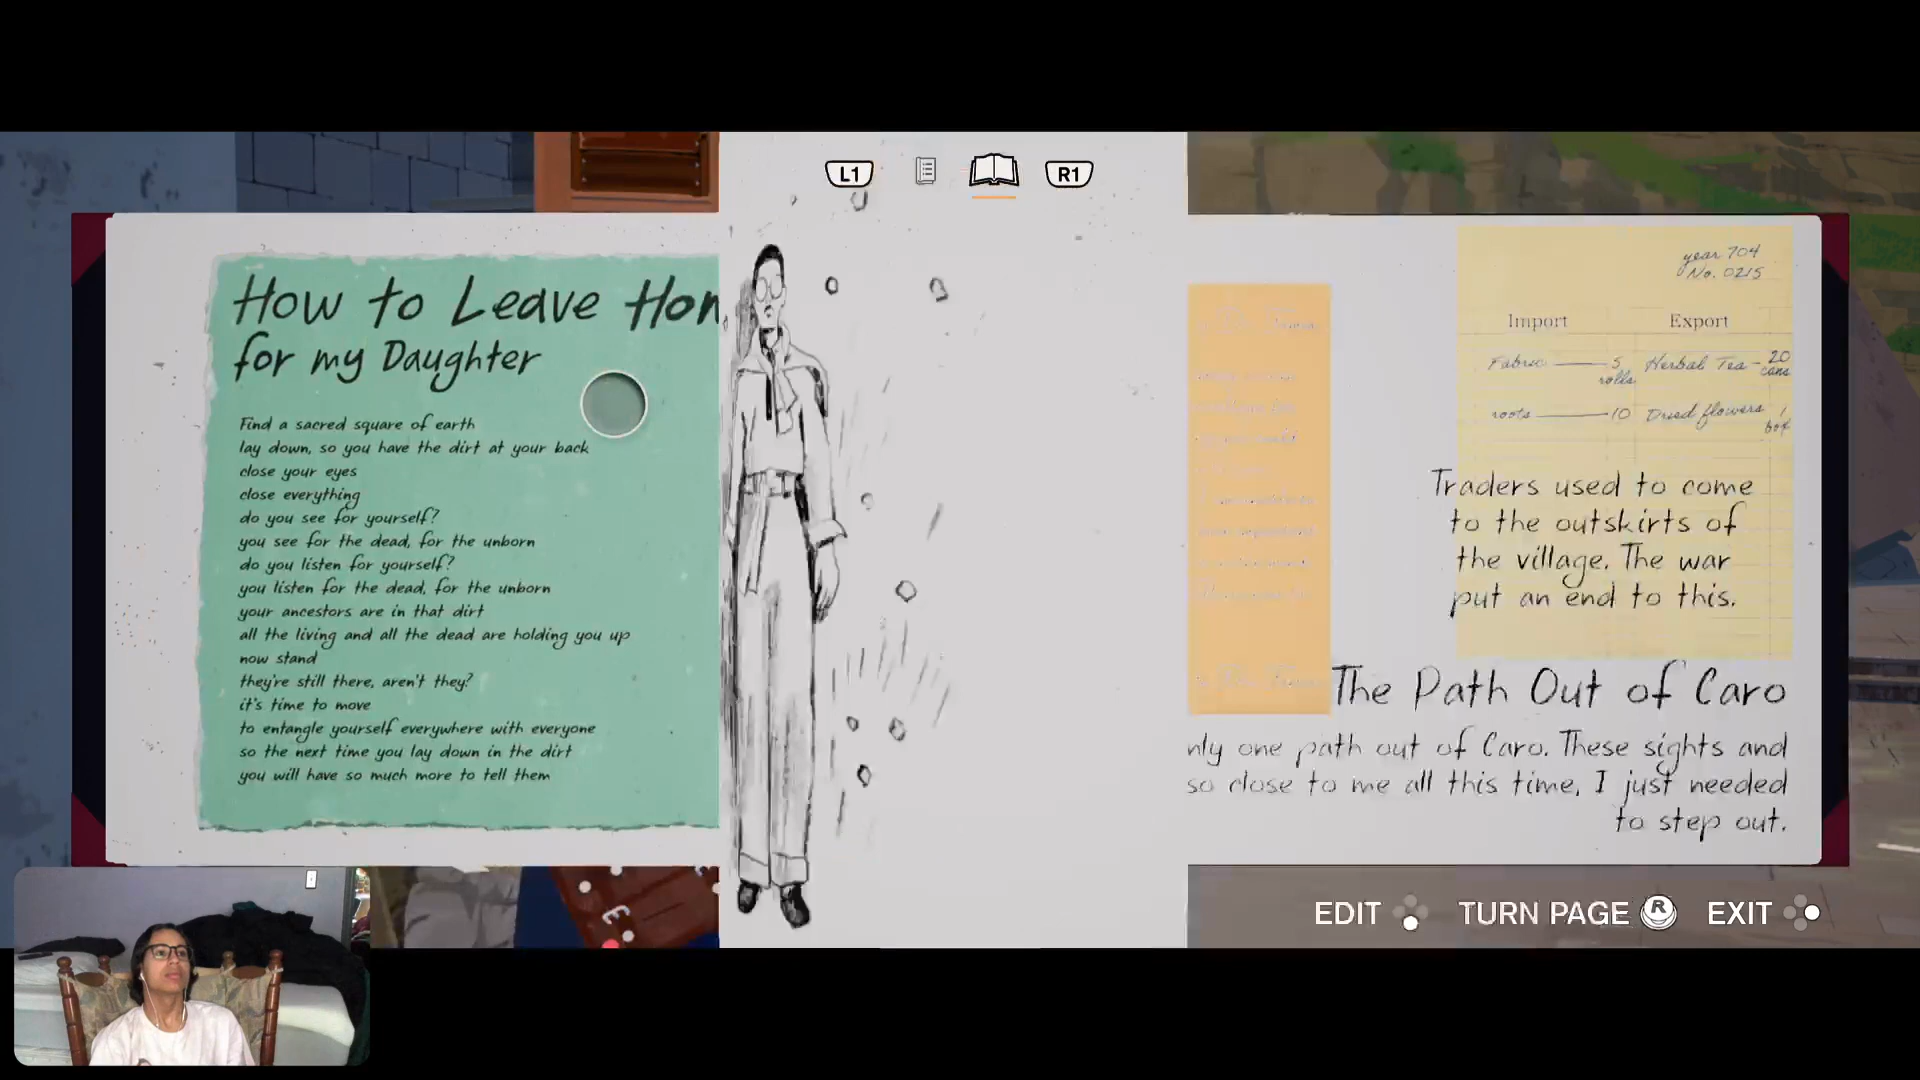 L1
R1
How to Leave Hom
for my Daughter
Find a sacred square of earth
lay down, so you have the dirt at your back
close your eyes
close everything
do you see for yourself?
you see for the dead, for the unborn
do you listen for yourself?
you listen for the dead, for the unborn
your ancestors are in that dirt
all the living and all the dead are holding you up
now stand
they're still there, aren't they?
it's time to move
to entangle yourself everywhere with everyone
so the next time you lay down in the dirt
you will have so much more to tell them
year 704
No. 0215
Import Export
Fabric 5 rolls Herbal Tea - 20 cans
roots 10 Dried flowers 1 box
Traders used to come
to the outskirts of
the village. The war
put an end to this.
The Path Out of Caro
nly one path out of Caro. These sights and
so close to me all this time, I just needed
to step out.
EDIT TURN PAGE R EXIT